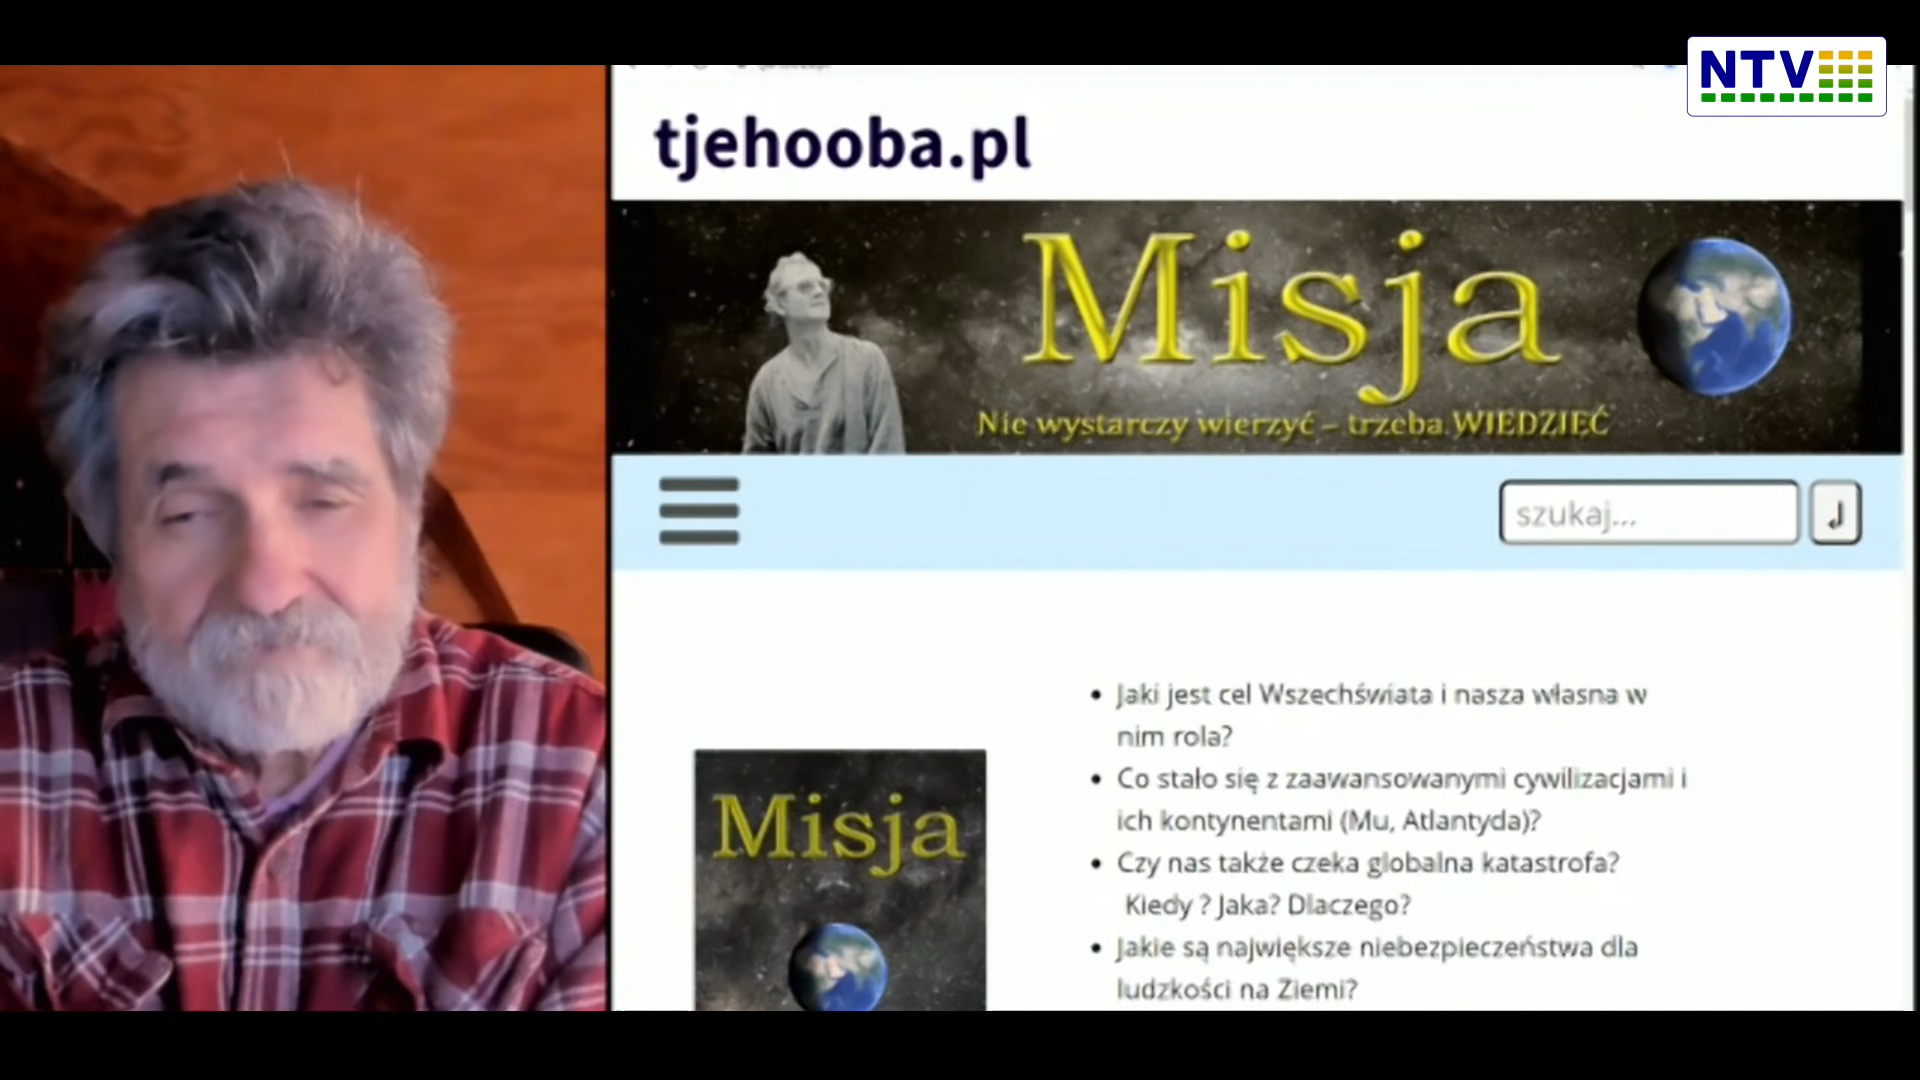 NTV
tjehooba.pl
Misja
Nie wystarczy wierzyć – trzeba WIEDZIEĆ
szukaj...
Jaki jest cel Wszechświata i nasza własna w
nim rola?
Co stało się z zaawansowanymi cywilizacjami i
ich kontynentami (Mu, Atlantyda)?
Czy nas także czeka globalna katastrofa?
Kiedy ? Jaka? Dlaczego?
Jakie są największe niebezpieczeństwa dla
ludzkości na Ziemi?
Misja